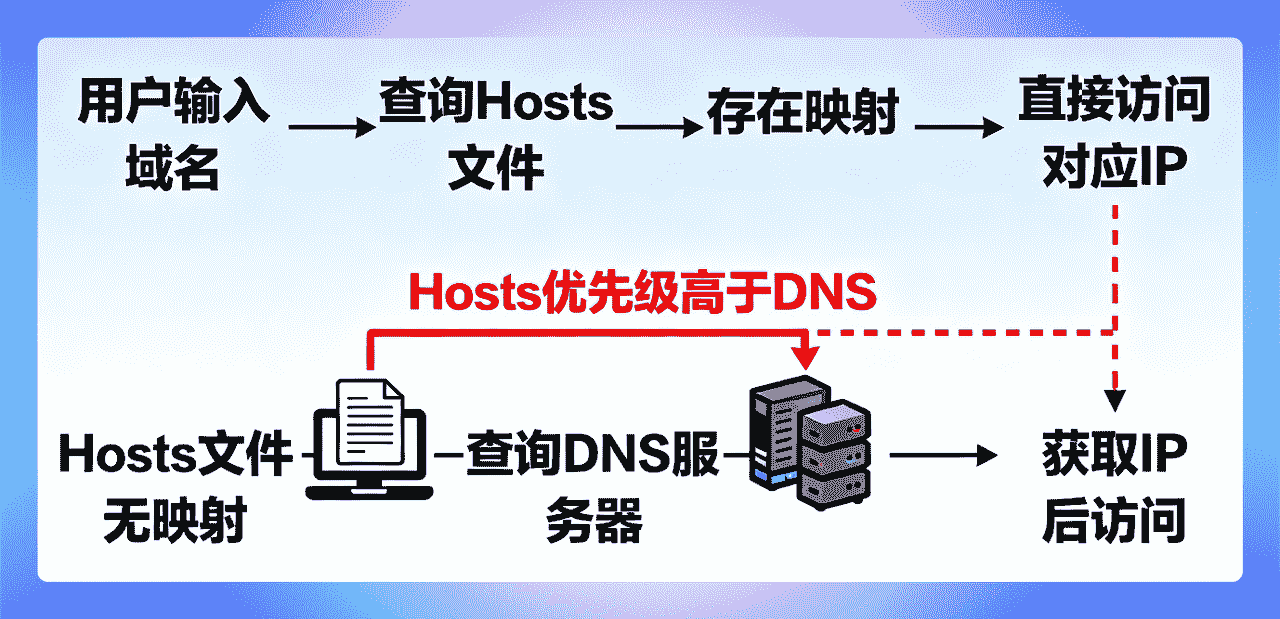 用户输入
域名
查询Hosts
文件
存在映射
直接访问
对应IP
Hosts优先级高于DNS
Hosts文件
无映射
查询DNS服
务器
获取IP
后访问